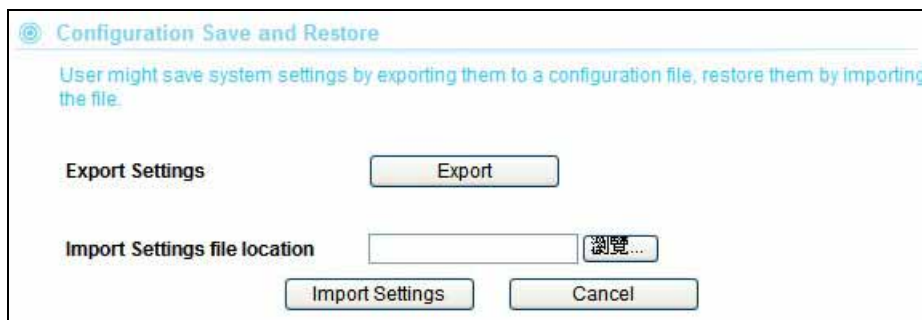 Configuration Save and Restore
User might save system settings by exporting them to a configuration file, restore them by importing
the file.
Export Settings Export
Import Settings file location 瀏覽...
Import Settings Cancel